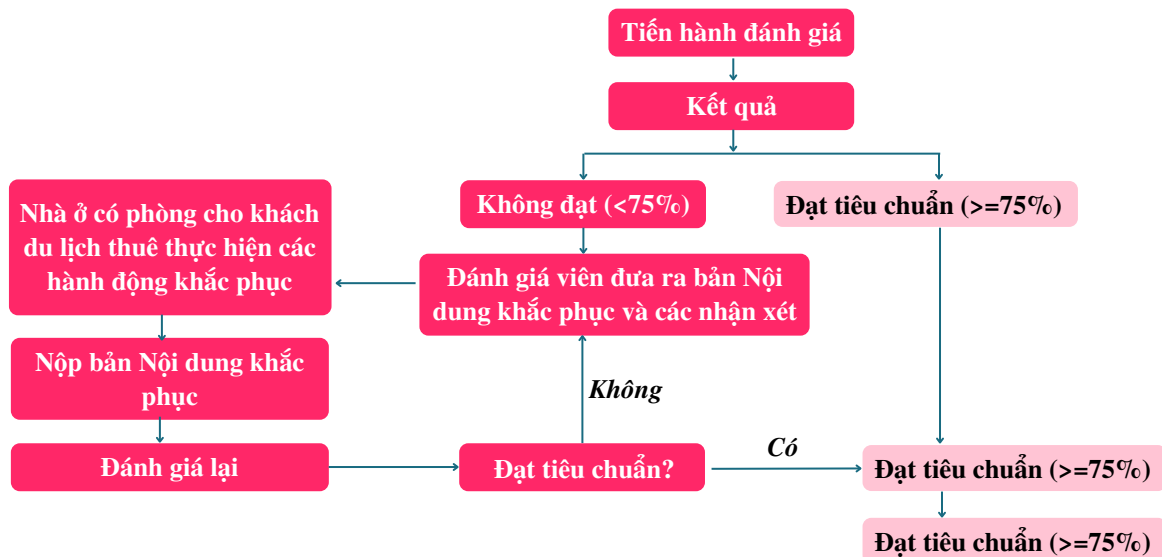 Tiến hành đánh giá
Kết quả
Không đạt (<75%)
Đạt tiêu chuẩn (>=75%)
Nhà ở có phòng cho khách
du lịch thuê thực hiện các
hành động khắc phục
Đánh giá viên đưa ra bản Nội
dung khắc phục và các nhận xét
Nộp bản Nội dung khắc
phục
Không
Đánh giá lại
Đạt tiêu chuẩn?
Có
Đạt tiêu chuẩn (>=75%)
Đạt tiêu chuẩn (>=75%)